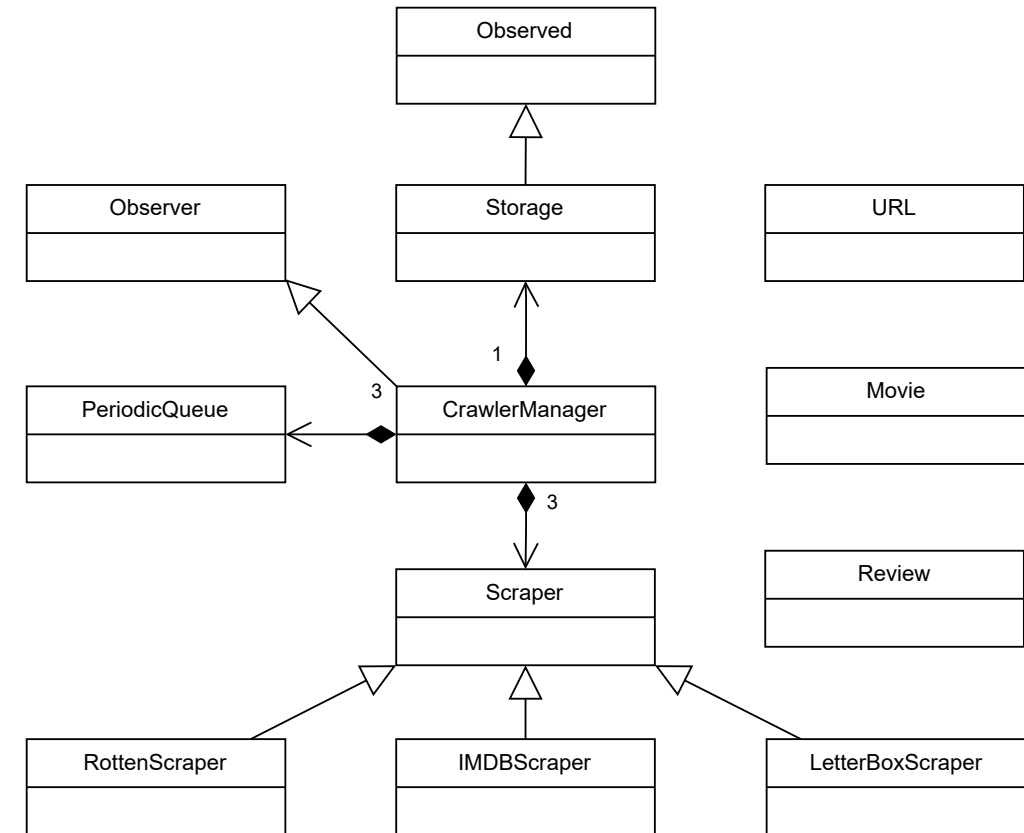 Observed
Observer
Storage
URL
1
3
PeriodicQueue
CrawlerManager
Movie
3
Scraper
Review
RottenScraper
IMDBScraper
LetterBoxScraper